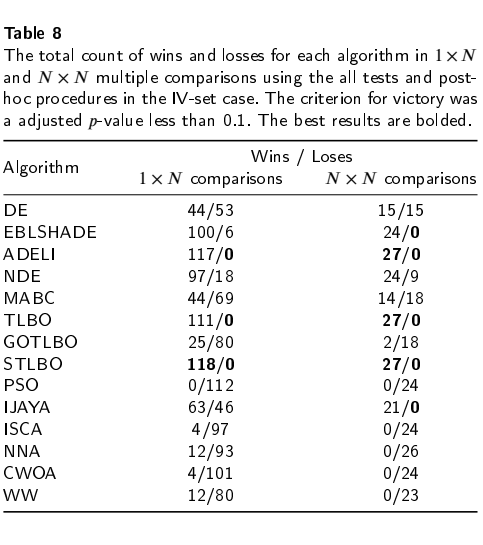 Table 8
The total count of wins and losses for each algorithm in 1 × N
and N × N multiple comparisons using the all tests and post-
hoc procedures in the IV-set case. The criterion for victory was
a adjusted p-value less than 0.1. The best results are bolded.
Algorithm Wins / Loses
1 × N comparisons N × N comparisons
DE 44/53 15/15
EBLSHADE 100/6 24/0
ADELI 117/0 27/0
NDE 97/18 24/9
MABC 44/69 14/18
TLBO 111/0 27/0
GOTLBO 25/80 2/18
STLBO 118/0 27/0
PSO 0/112 0/24
IJAYA 63/46 21/0
ISCA 4/97 0/24
NNA 12/93 0/26
CWOA 4/101 0/24
WW 12/80 0/23